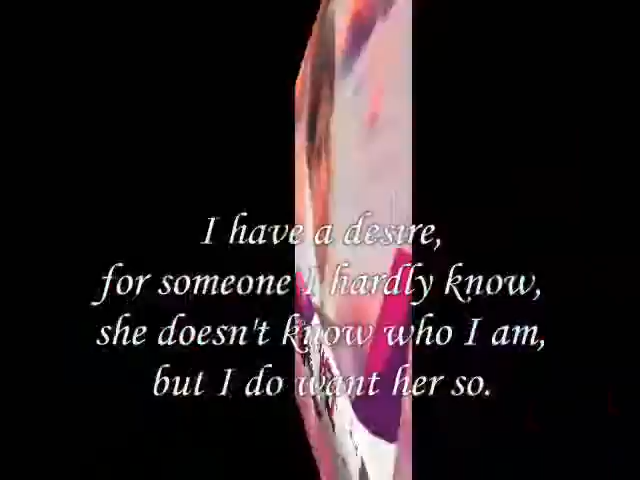 I have a desire,
for someone I hardly know,
she doesn't know who I am,
but I do want her so.